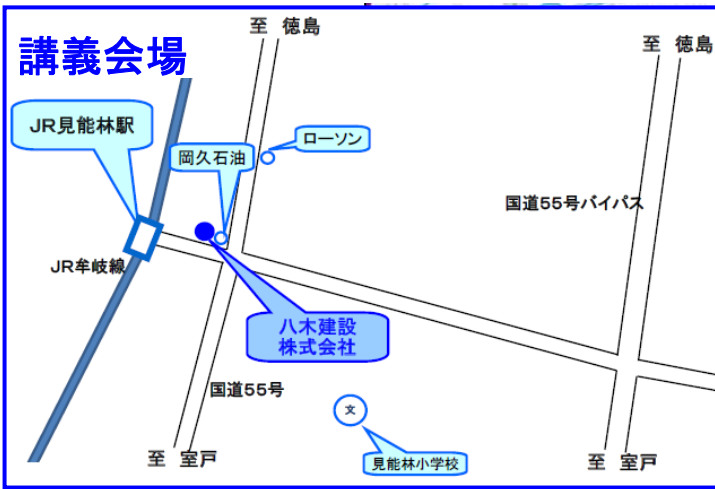 至 徳島
至 徳島
講義会場
JR見能林駅
ローソン
岡久石油
国道55号バイパス
JR牟岐線
八木建設
株式会社
国道55号
文
至 室戸
見能林小学校
至 室戸